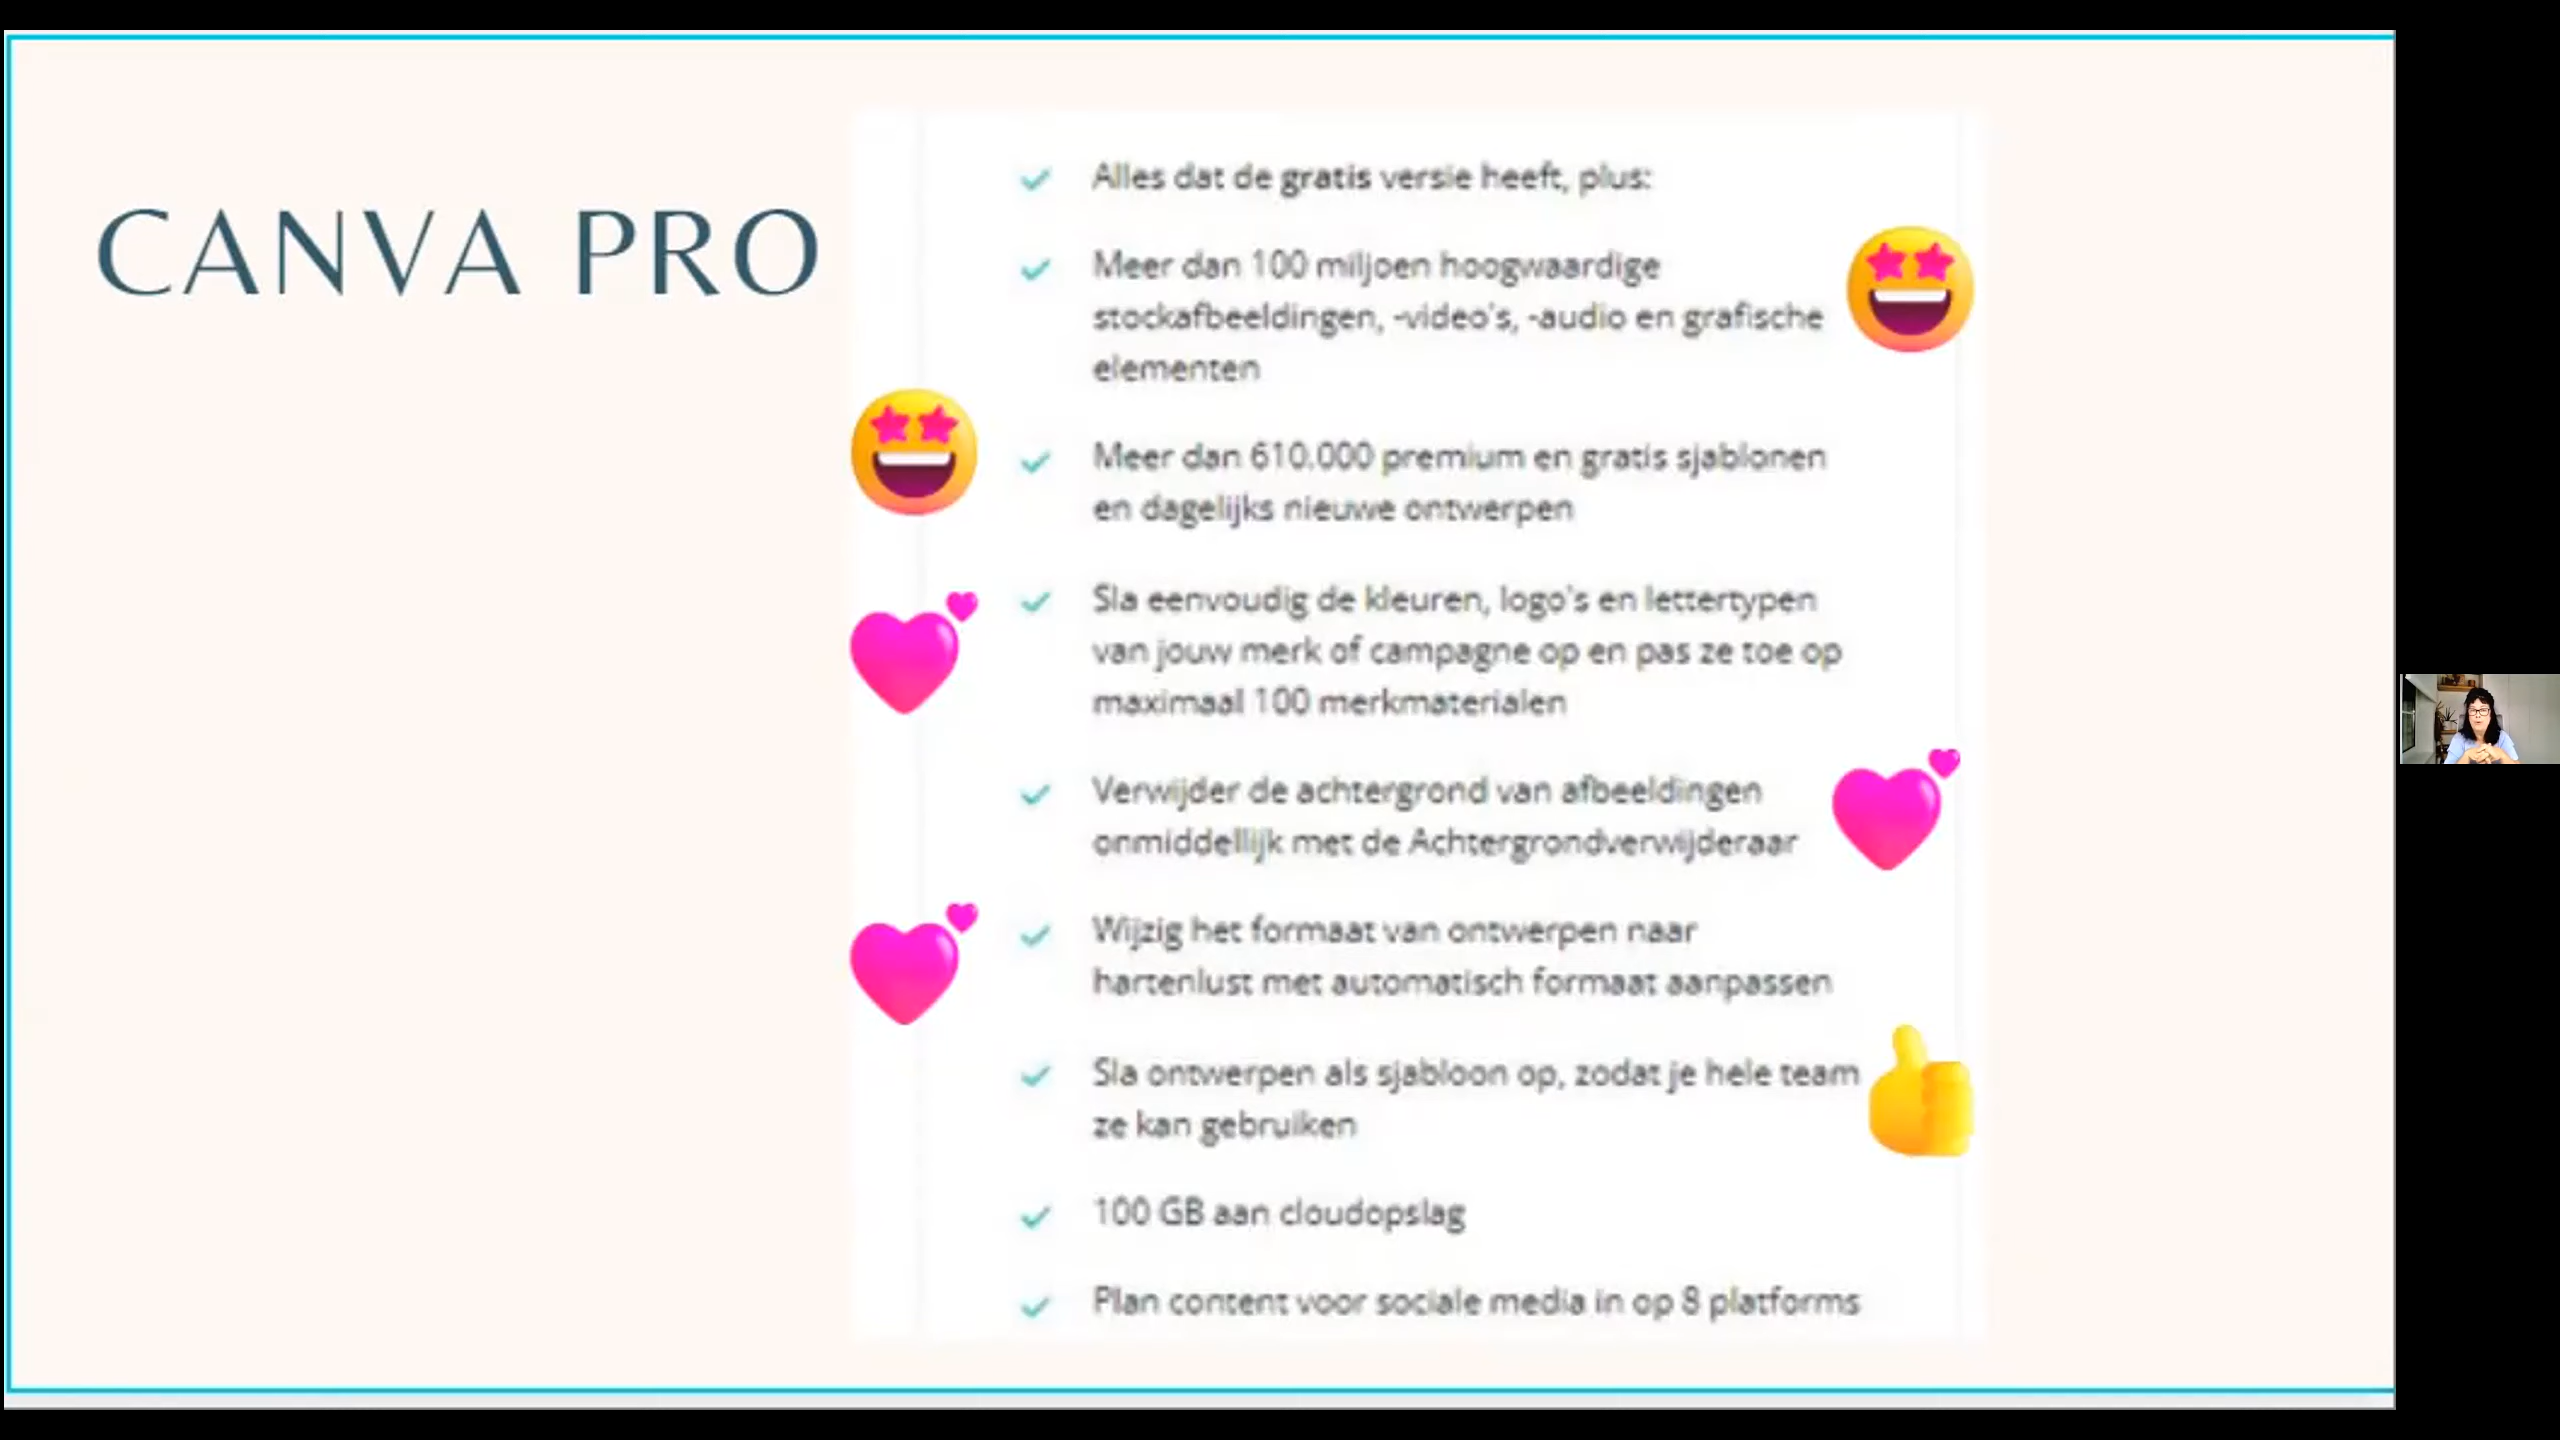 CANVA PRO
Alles dat de gratis versie heeft, plus:
Meer dan 100 miljoen hoogwaardige
stockafbeeldingen, -video's, -audio en grafische
elementen
Meer dan 610.000 premium en gratis sjablonen
en dagelijks nieuwe ontwerpen
Sla eenvoudig de kleuren, logo's en lettertypen
van jouw merk of campagne op en pas ze toe op
maximaal 100 merkmaterialen
Verwijder de achtergrond van afbeeldingen
onmiddellijk met de Achtergrondverwijderaar
Wijzig het formaat van ontwerpen naar
hartenlust met automatisch formaat aanpassen
Sla ontwerpen als sjabloon op, zodat je hele team
ze kan gebruiken
100 GB aan cloudopslag
Plan content voor sociale media in op 8 platforms